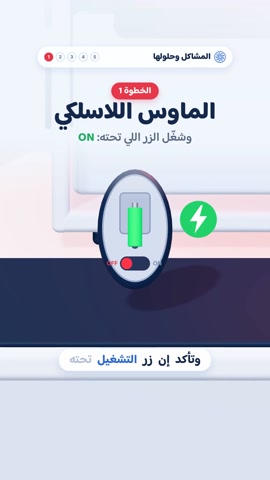 المشاكل وحلولها
1 2 3 4 5
الخطوة 1
الماوس اللاسلكي
وشغّل الزر اللي تحته: ON
OFF ON
وتأكد إن زر التشغيل تحته